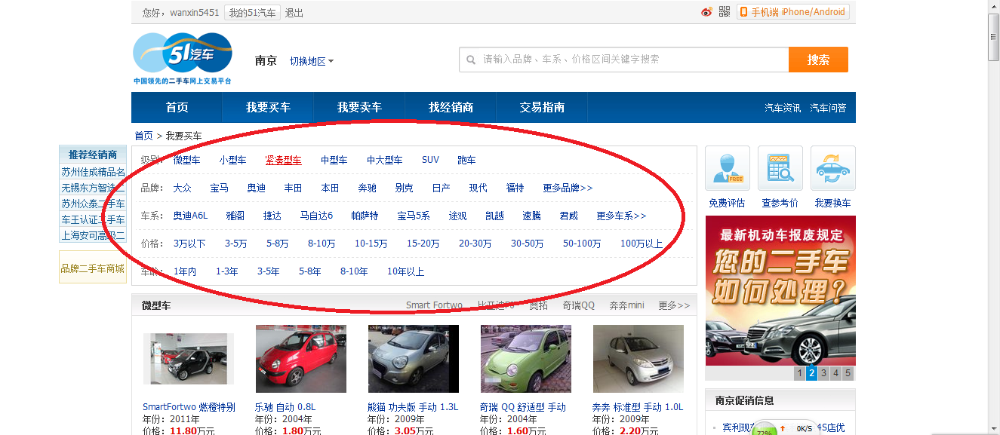 您好，wanxin5451 我的51汽车 退出
手机端 iPhone/Android
51汽车
中国领先的二手车网上交易平台
南京 切换地区
请输入品牌、车系、价格区间关键字搜索 搜索
首页 我要买车 我要卖车 找经销商 交易指南 汽车资讯 汽车问答
首页 > 我要买车
推荐经销商
苏州佳成精品名
无锡东方智选二
苏州众泰二手车
车王认证二手车
上海安可高级二
品牌二手车商城
级别： 微型车 小型车 紧凑型车 中型车 中大型车 SUV 跑车
品牌： 大众 宝马 奥迪 丰田 本田 奔驰 别克 日产 现代 福特 更多品牌>>
车系： 奥迪A6L 雅阁 捷达 马自达6 帕萨特 宝马5系 途观 凯越 速腾 君威 更多车系>>
价格： 3万以下 3-5万 5-8万 8-10万 10-15万 15-20万 20-30万 30-50万 50-100万 100万以上
车龄： 1年内 1-3年 3-5年 5-8年 8-10年 10年以上
免费评估 查参考价 我要换车
FREE
最新机动车报废规定
您的二手车
如何处理？
1 2 3 4 5
微型车 Smart Fortwo 比亚迪F0 奥拓 奇瑞QQ 奔奔mini 更多>>
SmartFortwo 燃橙特别
年份：2011年
价格：11.80万元
乐驰 自动 0.8L
年份：2004年
价格：1.80万元
熊猫 功夫版 手动 1.3L
年份：2009年
价格：3.05万元
奇瑞 QQ 舒适型 手动
年份：2004年
价格：1.60万元
奔奔 标准型 手动 1.0L
年份：2009年
价格：2.20万元
南京促销信息
宾利现 4S店优
72% 0K/S